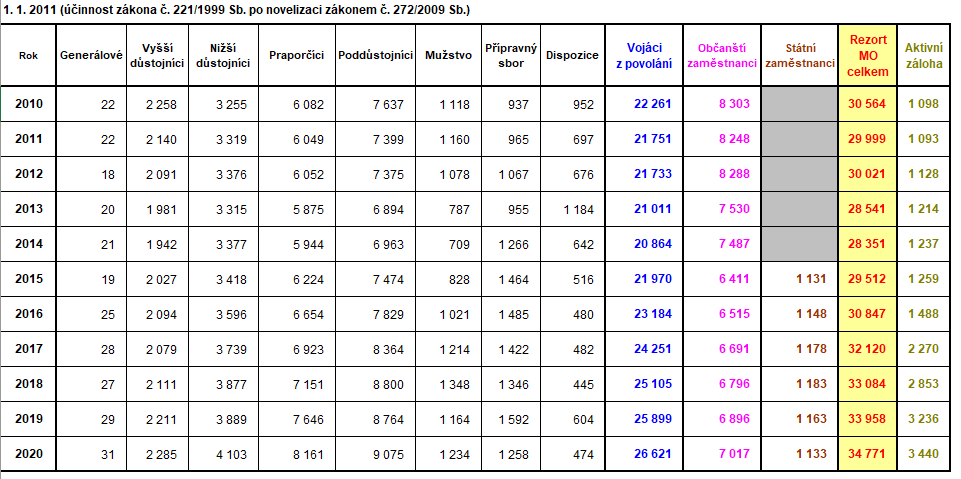 1. 1. 2011 (účinnost zákona č. 221/1999 Sb. po novelizaci zákonem č. 272/2009 Sb.)
Rok Generálové Vyšší důstojníci Nižší důstojníci Praporčíci Poddůstojníci Mužstvo Přípravný sbor Dispozice Vojáci z povolání Občanští zaměstnanci Státní zaměstnanci Rezort MO celkem Aktivní záloha
2010 22 2 258 3 255 6 082 7 637 1 118 937 952 22 261 8 303 30 564 1 098
2011 22 2 140 3 319 6 049 7 399 1 160 965 697 21 751 8 248 29 999 1 093
2012 18 2 091 3 376 6 052 7 375 1 078 1 067 676 21 733 8 288 30 021 1 128
2013 20 1 981 3 315 5 875 6 894 787 955 1 184 21 011 7 530 28 541 1 214
2014 21 1 942 3 377 5 944 6 963 709 1 266 642 20 864 7 487 28 351 1 237
2015 19 2 027 3 418 6 224 7 474 828 1 464 516 21 970 6 411 1 131 29 512 1 259
2016 25 2 094 3 596 6 654 7 829 1 021 1 485 480 23 184 6 515 1 148 30 847 1 488
2017 28 2 079 3 739 6 923 8 364 1 214 1 422 482 24 251 6 691 1 178 32 120 2 270
2018 27 2 111 3 877 7 151 8 800 1 348 1 346 445 25 105 6 796 1 183 33 084 2 853
2019 29 2 211 3 889 7 646 8 764 1 164 1 592 604 25 899 6 896 1 163 33 958 3 236
2020 31 2 285 4 103 8 161 9 075 1 234 1 258 474 26 621 7 017 1 133 34 771 3 440